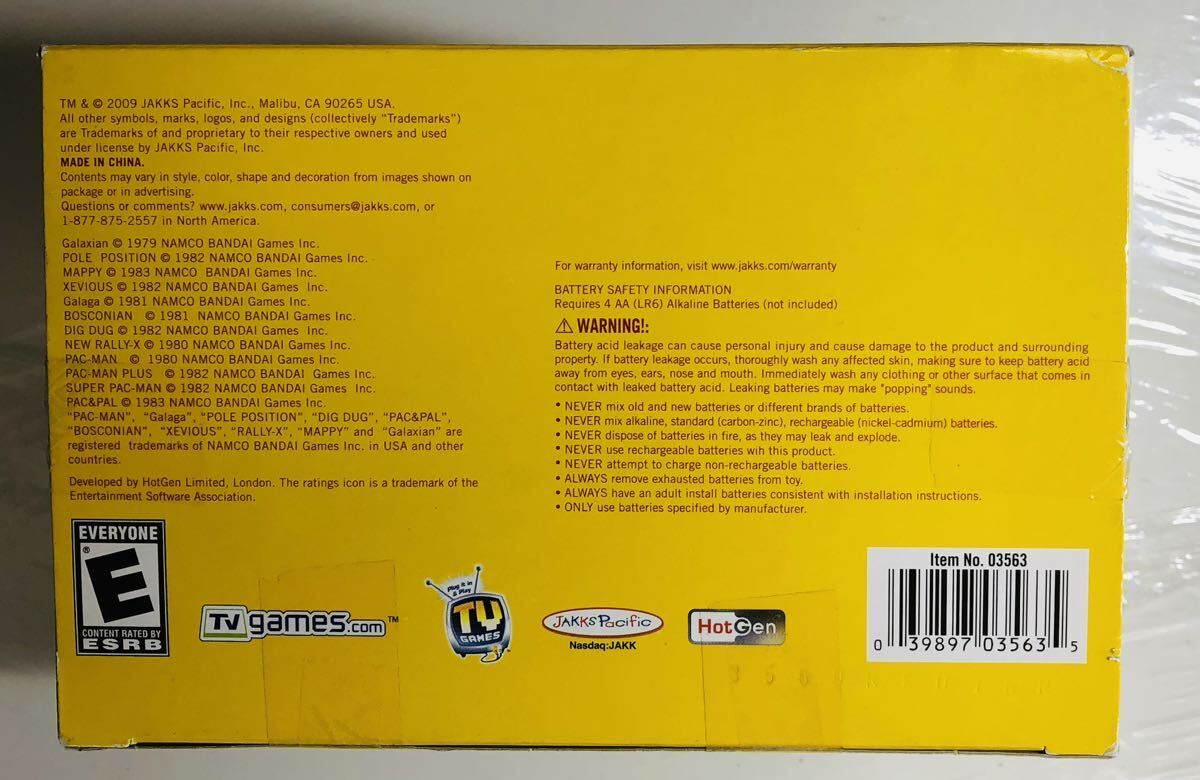 TM & © 2009 JAKKS Pacific, Inc., Malibu, CA 90265 USA.
All other symbols, marks, logos, and designs (collectively “Trademarks”)
are Trademarks of and proprietary to their respective owners and used
under license by JAKKS Pacific, Inc.
MADE IN CHINA.
Contents may vary in style, color, shape and decoration from images shown on
package or in advertising.
Questions or comments? www.jakks.com, consumers@jakks.com, or
1-877-875-2557 in North America.
Galaxian © 1979 NAMCO BANDAI Games Inc.
POLE POSITION © 1982 NAMCO BANDAI Games Inc.
MAPPY © 1983 NAMCO BANDAI Games Inc.
XEVIOUS © 1982 NAMCO BANDAI Games Inc.
Galaga © 1981 NAMCO BANDAI Games Inc.
BOSCONIAN © 1981 NAMCO BANDAI Games Inc.
DIG DUG © 1982 NAMCO BANDAI Games Inc.
NEW RALLY-X © 1980 NAMCO BANDAI Games Inc.
PAC-MAN © 1980 NAMCO BANDAI Games Inc.
PAC-MAN PLUS © 1982 NAMCO BANDAI Games Inc.
SUPER PAC-MAN © 1982 NAMCO BANDAI Games Inc.
PAC&PAL © 1983 NAMCO BANDAI Games Inc.
“PAC-MAN”, “Galaga”, “POLE POSITION”, “DIG DUG”, “PAC&PAL”,
“BOSCONIAN”, “XEVIOUS”, “RALLY-X”, “MAPPY” and “Galaxian” are
registered trademarks of NAMCO BANDAI Games Inc. in USA and other
countries.
Developed by HotGen Limited, London. The ratings icon is a trademark of the
Entertainment Software Association.
For warranty information, visit www.jakks.com/warranty
BATTERY SAFETY INFORMATION
Requires 4 AA (LR6) Alkaline Batteries (not included)
⚠ WARNING!:
Battery acid leakage can cause personal injury and cause damage to the product and surrounding
property. If battery leakage occurs, thoroughly wash any affected skin, making sure to keep battery acid
away from eyes, ears, nose and mouth. Immediately wash any clothing or other surface that comes in
contact with leaked battery acid. Leaking batteries may make "popping" sounds.
• NEVER mix old and new batteries or different brands of batteries.
• NEVER mix alkaline, standard (carbon-zinc), rechargeable (nickel-cadmium) batteries.
• NEVER dispose of batteries in fire, as they may leak and explode.
• NEVER use rechargeable batteries wih this product.
• NEVER attempt to charge non-rechargeable batteries.
• ALWAYS remove exhausted batteries from toy.
• ALWAYS have an adult install batteries consistent with installation instructions.
• ONLY use batteries specified by manufacturer.
EVERYONE
E ®
CONTENT RATED BY
ESRB
TV games.com™
Plug it in
& Play
TV
GAMES
JAKKS Pacific
Nasdaq:JAKK
HotGen
Item No. 03563
0 39897 03563 5